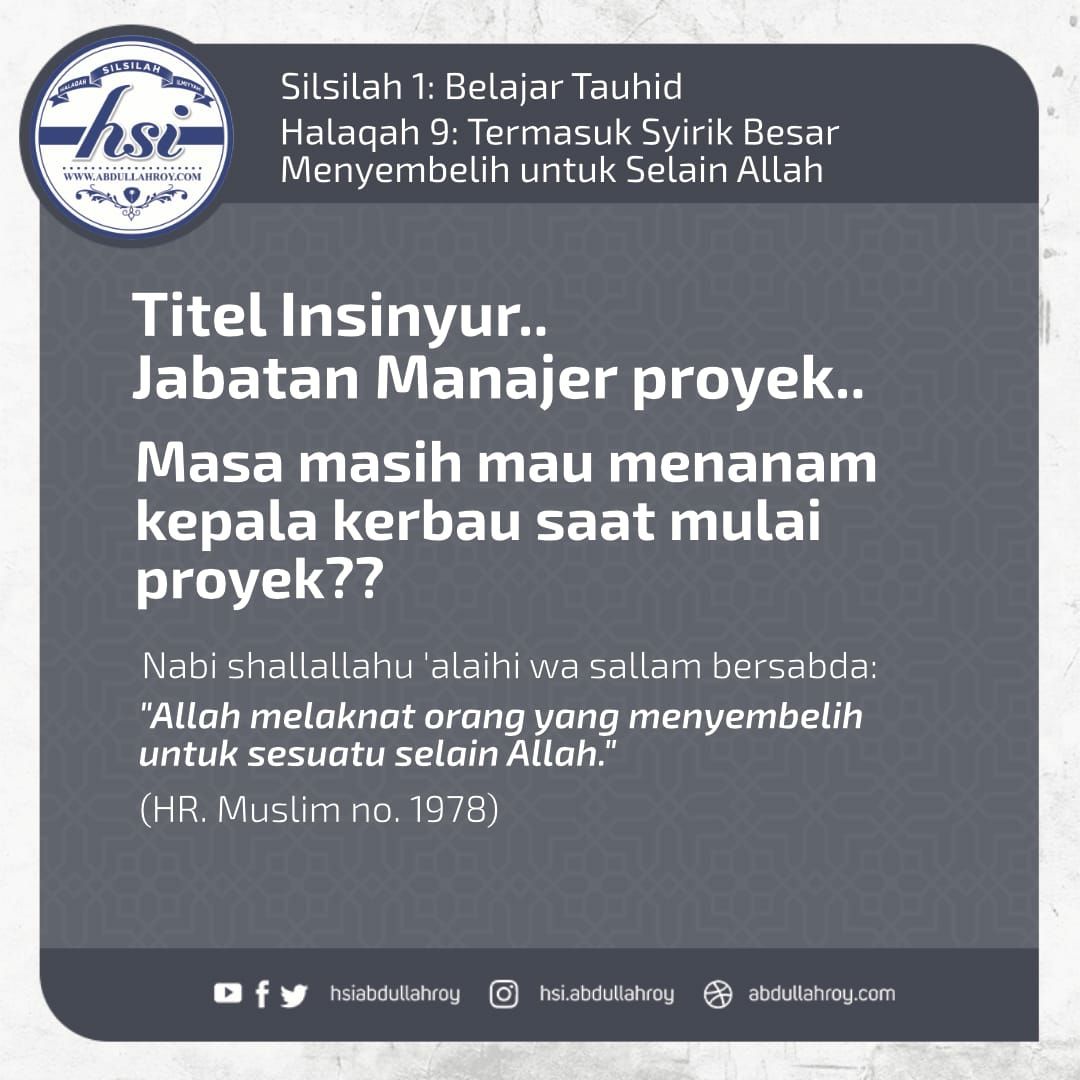 HALAQAH SILSILAH ILMIYYAH
hsi
WWW.ABDULLAHROY.COM
Silsilah 1: Belajar Tauhid
Halaqah 9: Termasuk Syirik Besar
Menyembelih untuk Selain Allah
Titel Insinyur..
Jabatan Manajer proyek..
Masa masih mau menanam
kepala kerbau saat mulai
proyek??
Nabi shallallahu 'alaihi wa sallam bersabda:
"Allah melaknat orang yang menyembelih
untuk sesuatu selain Allah."
(HR. Muslim no. 1978)
hsiabdullahroy hsi.abdullahroy abdullahroy.com